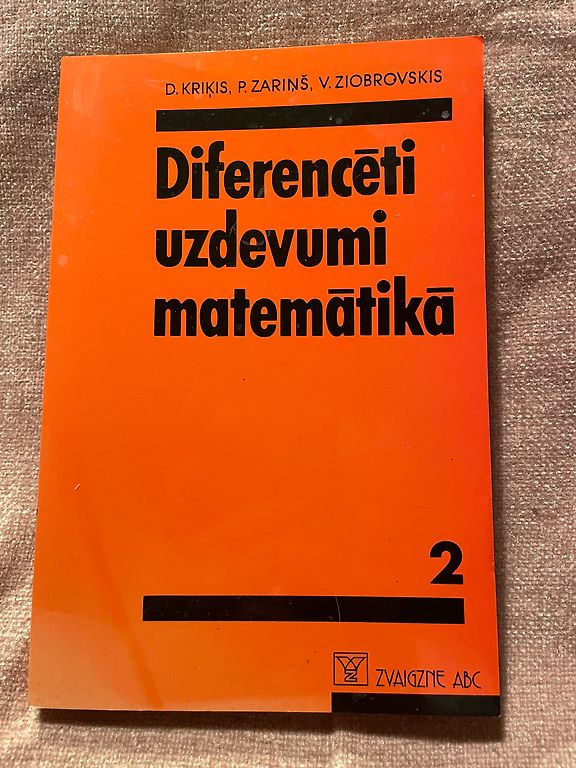 D. KRIĶIS, P. ZARIŅŠ, V. ZIOBROVSKIS
Diferencēti
uzdevumi
matemātikā
2
ZVAIGZNE ABC